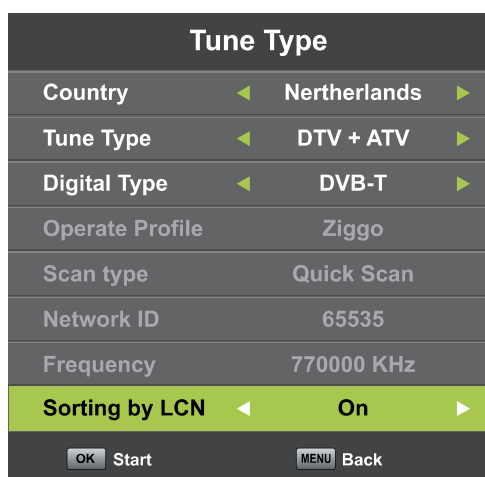 Tune Type
Country Nertherlands
Tune Type DTV + ATV
Digital Type DVB-T
Operate Profile Ziggo
Scan type Quick Scan
Network ID 65535
Frequency 770000 KHz
Sorting by LCN On
OK Start MENU Back